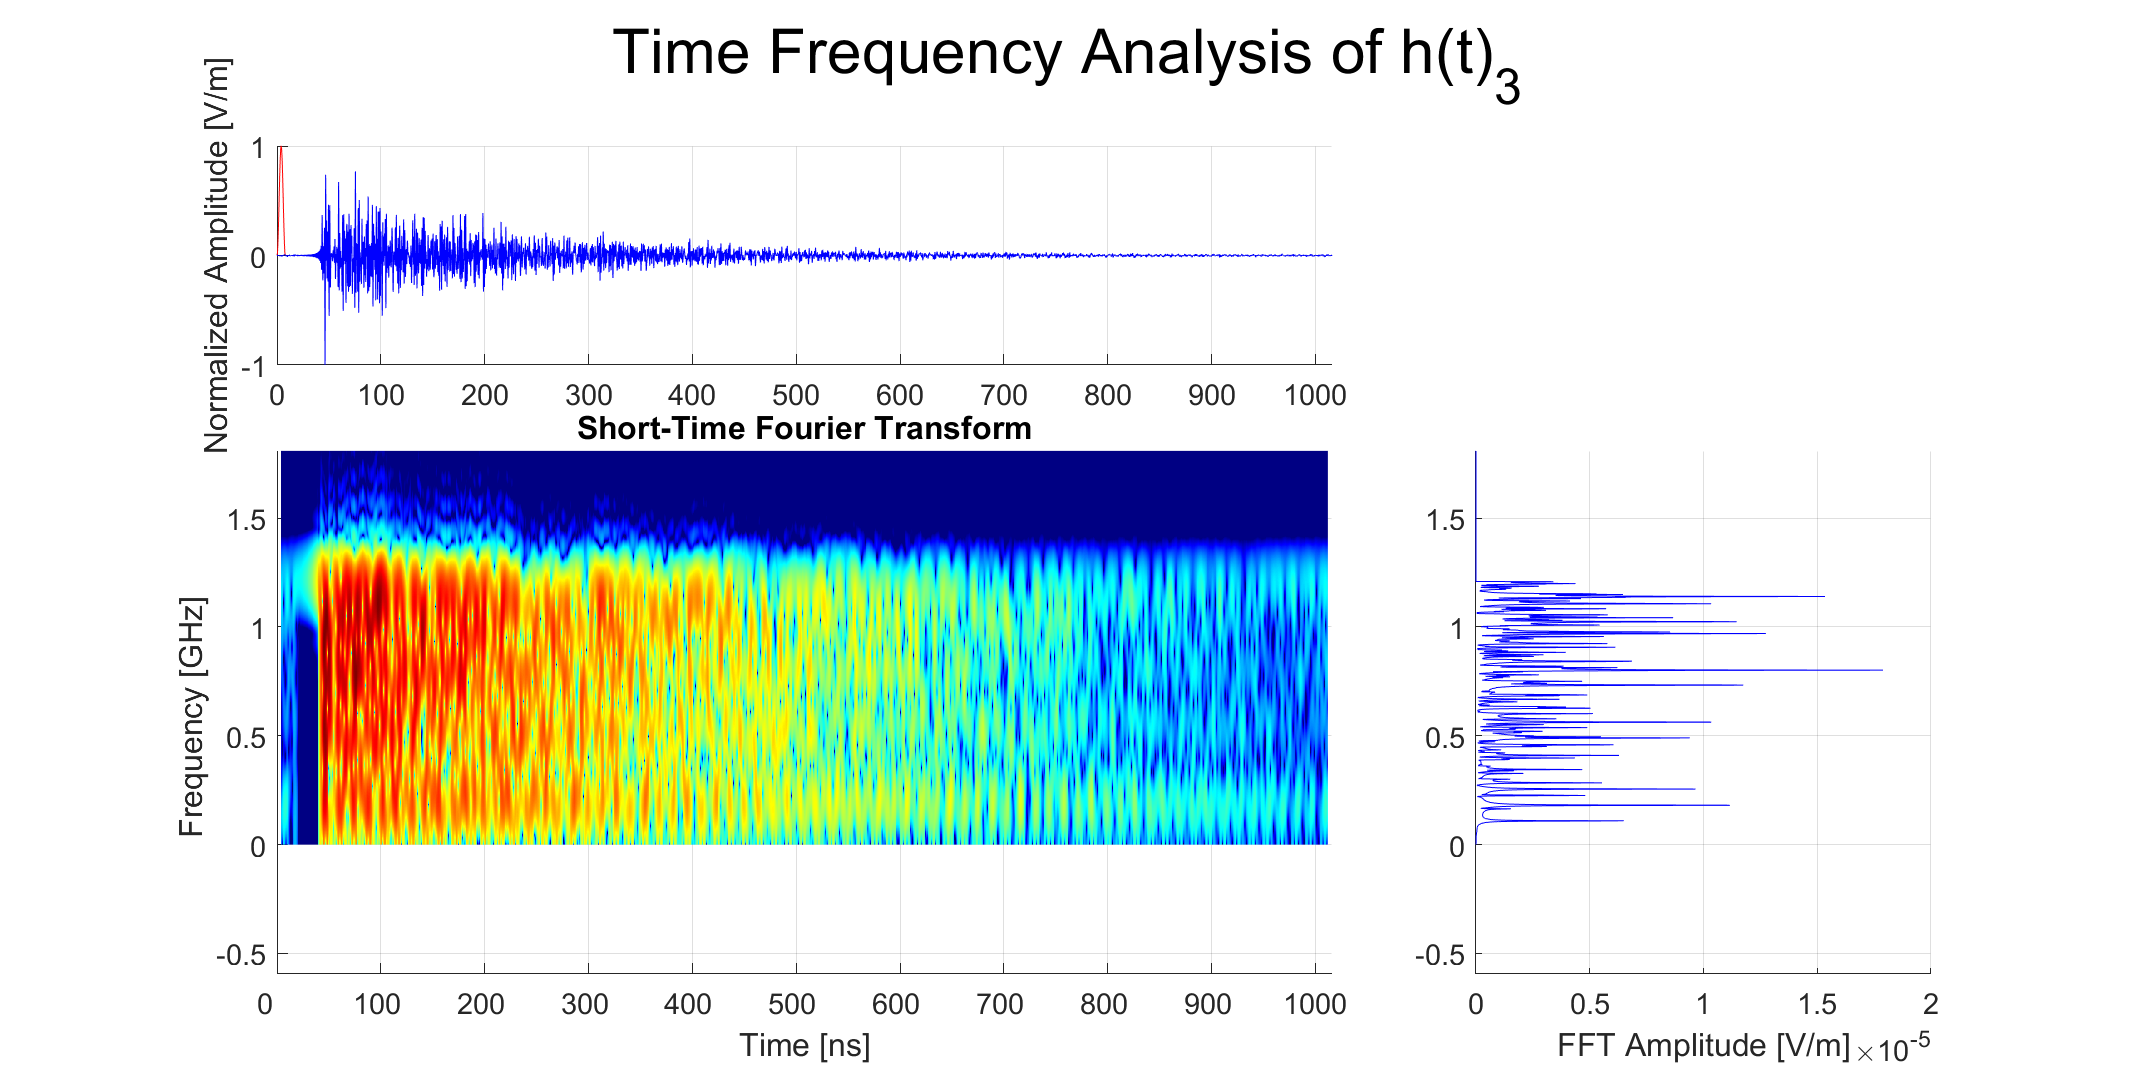 Time Frequency Analysis of h(t)3
Normalized Amplitude [V/m]
1
0
-1
0 100 200 300 400 500 600 700 800 900 1000
Short-Time Fourier Transform
Frequency [GHz]
1.5
1
0.5
0
-0.5
0 100 200 300 400 500 600 700 800 900 1000
Time [ns]
1.5
1
0.5
0
-0.5
0 0.5 1 1.5 2
FFT Amplitude [V/m] ×10-5